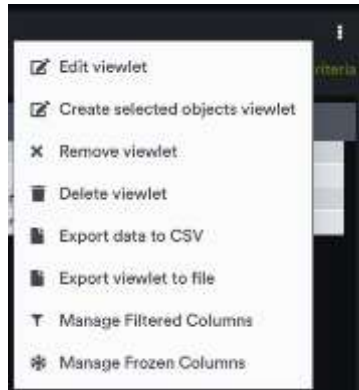 riteria
Edit viewlet
Create selected objects viewlet
Remove viewlet
Delete viewlet
Export data to CSV
Export viewlet to file
Manage Filtered Columns
Manage Frozen Columns